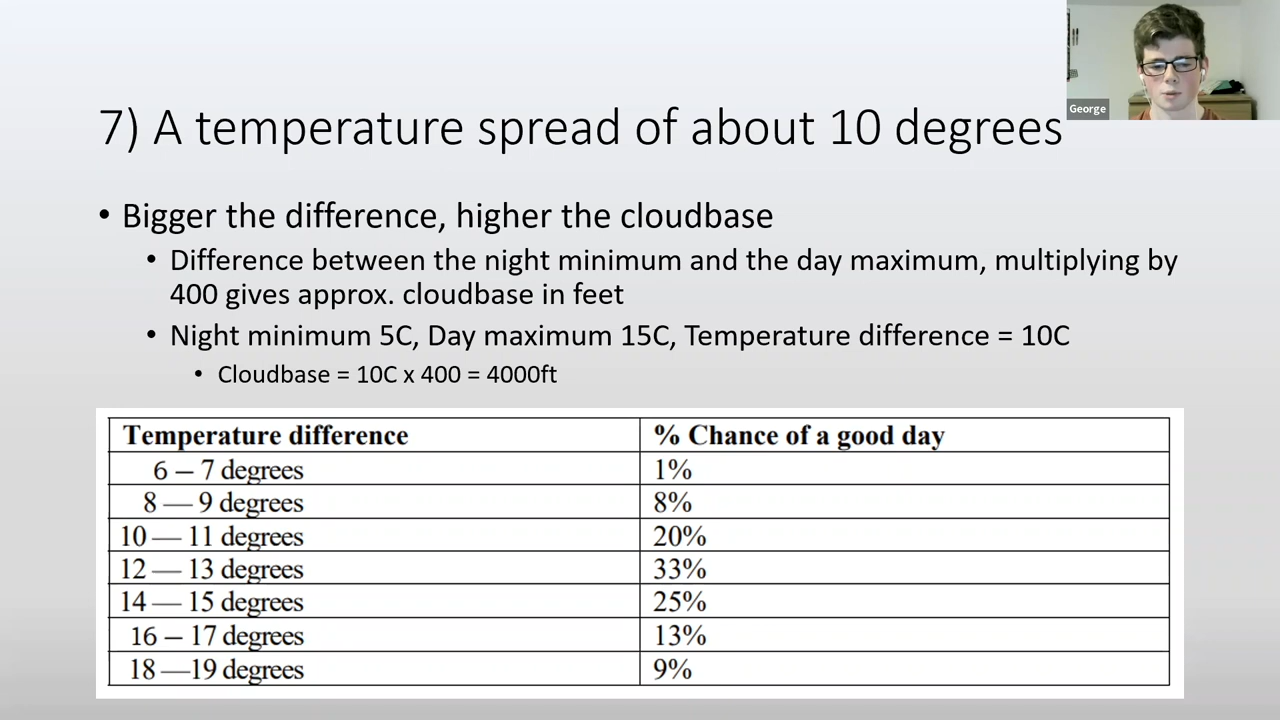 George
7) A temperature spread of about 10 degrees
• Bigger the difference, higher the cloudbase
• Difference between the night minimum and the day maximum, multiplying by
400 gives approx. cloudbase in feet
• Night minimum 5C, Day maximum 15C, Temperature difference = 10C
• Cloudbase = 10C x 400 = 4000ft
Temperature difference % Chance of a good day
6 – 7 degrees 1%
8 — 9 degrees 8%
10 — 11 degrees 20%
12 — 13 degrees 33%
14 — 15 degrees 25%
16 – 17 degrees 13%
18 —19 degrees 9%